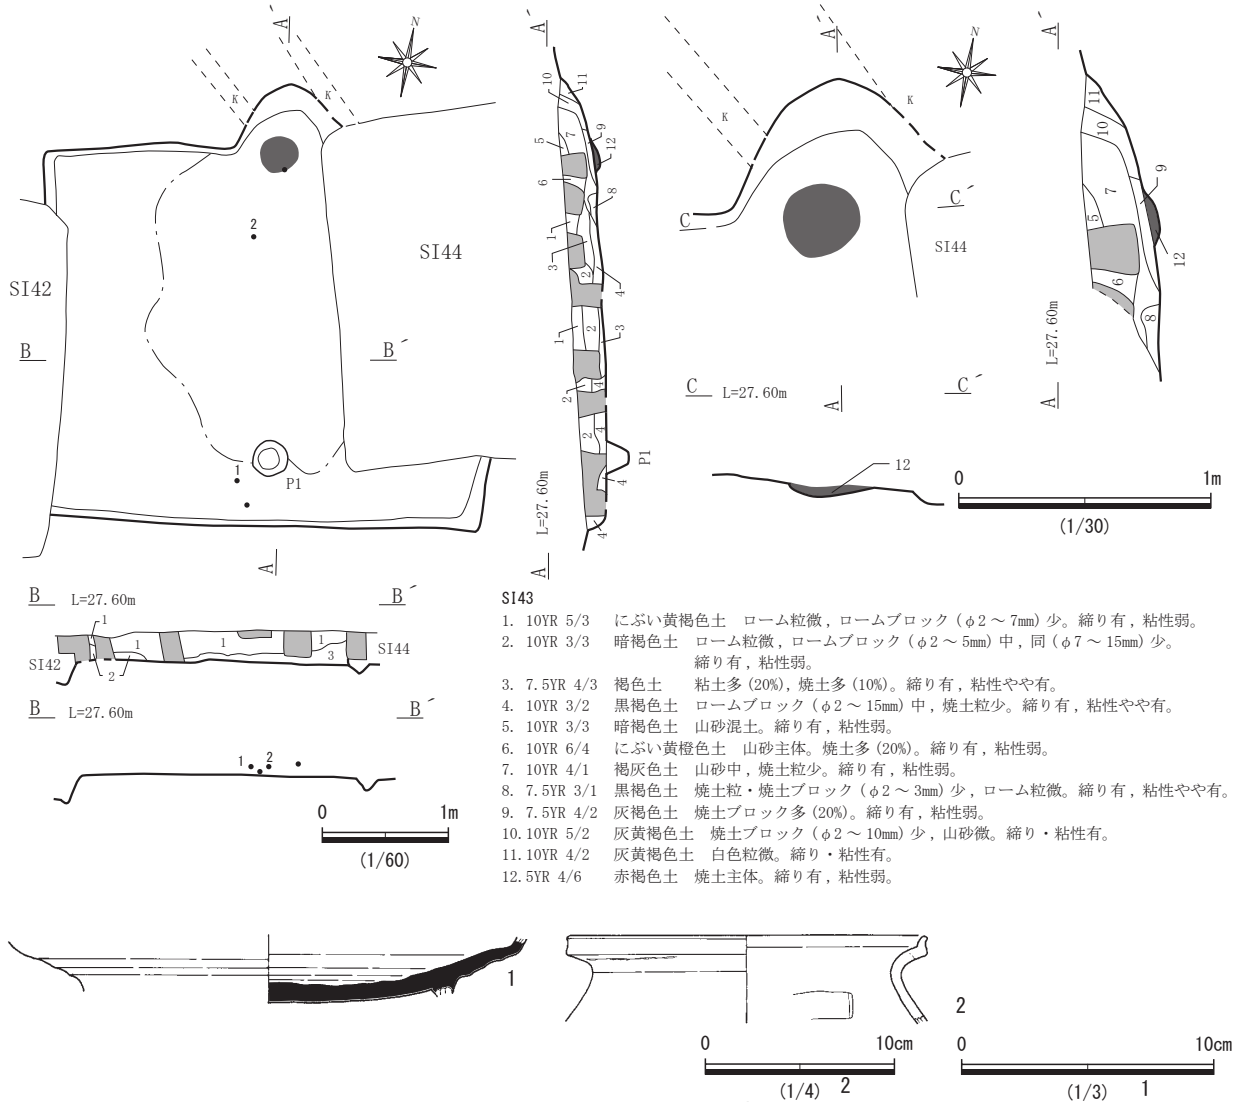 A
A´
N
K
K
2
SI44
SI42
B
B´
1
P1
A
A´
10
11
5
7
9
12
6
8
1
3
2
4
1
2
3
2
4
2
4
P1
4
4
L=27.60m
A
A´
N
K
K
C
C´
SI44
C
L=27.60m
C´
A
12
A´
11
10
9
7
5
12
6
8
L=27.60m
A
0
1m
(1/30)
B
L=27.60m
B´
1
1
1
1
SI44
SI42
2
3
B
L=27.60m
B´
1
2
0
1m
(1/60)
SI43
1. 10YR 5/3 にぶい黄褐色土 ローム粒微，ロームブロック(φ2～7㎜)少。締り有，粘性弱。
2. 10YR 3/3 暗褐色土 ローム粒微，ロームブロック(φ2～5㎜)中，同(φ7～15㎜)少。
締り有，粘性弱。
3. 7.5YR 4/3 褐色土 粘土多(20%)，焼土多(10%)。締り有，粘性やや有。
4. 10YR 3/2 黒褐色土 ロームブロック(φ2～15㎜)中，焼土粒少。締り有，粘性やや有。
5. 10YR 3/3 暗褐色土 山砂混土。締り有，粘性弱。
6. 10YR 6/4 にぶい黄橙色土 山砂主体。焼土多(20%)。締り有，粘性弱。
7. 10YR 4/1 褐灰色土 山砂中，焼土粒少。締り有，粘性弱。
8. 7.5YR 3/1 黒褐色土 焼土粒・焼土ブロック(φ2～3㎜)少，ローム粒微。締り有，粘性やや有。
9. 7.5YR 4/2 灰褐色土 焼土ブロック多(20%)。締り有，粘性弱。
10. 10YR 5/2 灰黄褐色土 焼土ブロック(φ2～10㎜)少，山砂微。締り・粘性有。
11. 10YR 4/2 灰黄褐色土 白色粒微。締り・粘性有。
12. 5YR 4/6 赤褐色土 焼土主体。締り有，粘性弱。
1
2
0
10cm
(1/4) 2
0
10cm
(1/3) 1